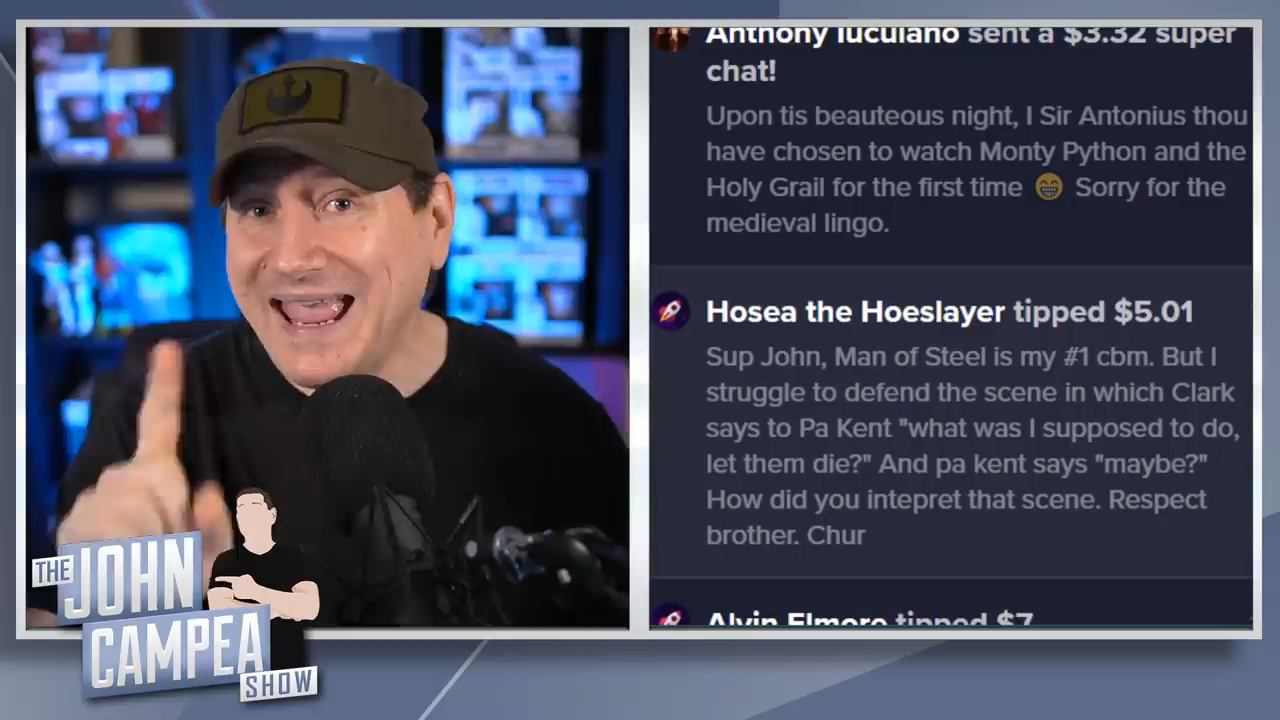 Anthony luculano sent a $3.32 super
chat!
Upon tis beauteous night, I Sir Antonius thou
have chosen to watch Monty Python and the
Holy Grail for the first time 😁 Sorry for the
medieval lingo.
Hosea the Hoeslayer tipped $5.01
Sup John, Man of Steel is my #1 cbm. But I
struggle to defend the scene in which Clark
says to Pa Kent "what was I supposed to do,
let them die?" And pa kent says "maybe?"
How did you intepret that scene. Respect
brother. Chur
Alvin Elmore tipped $7
THE
JOHN
CAMPEA
SHOW